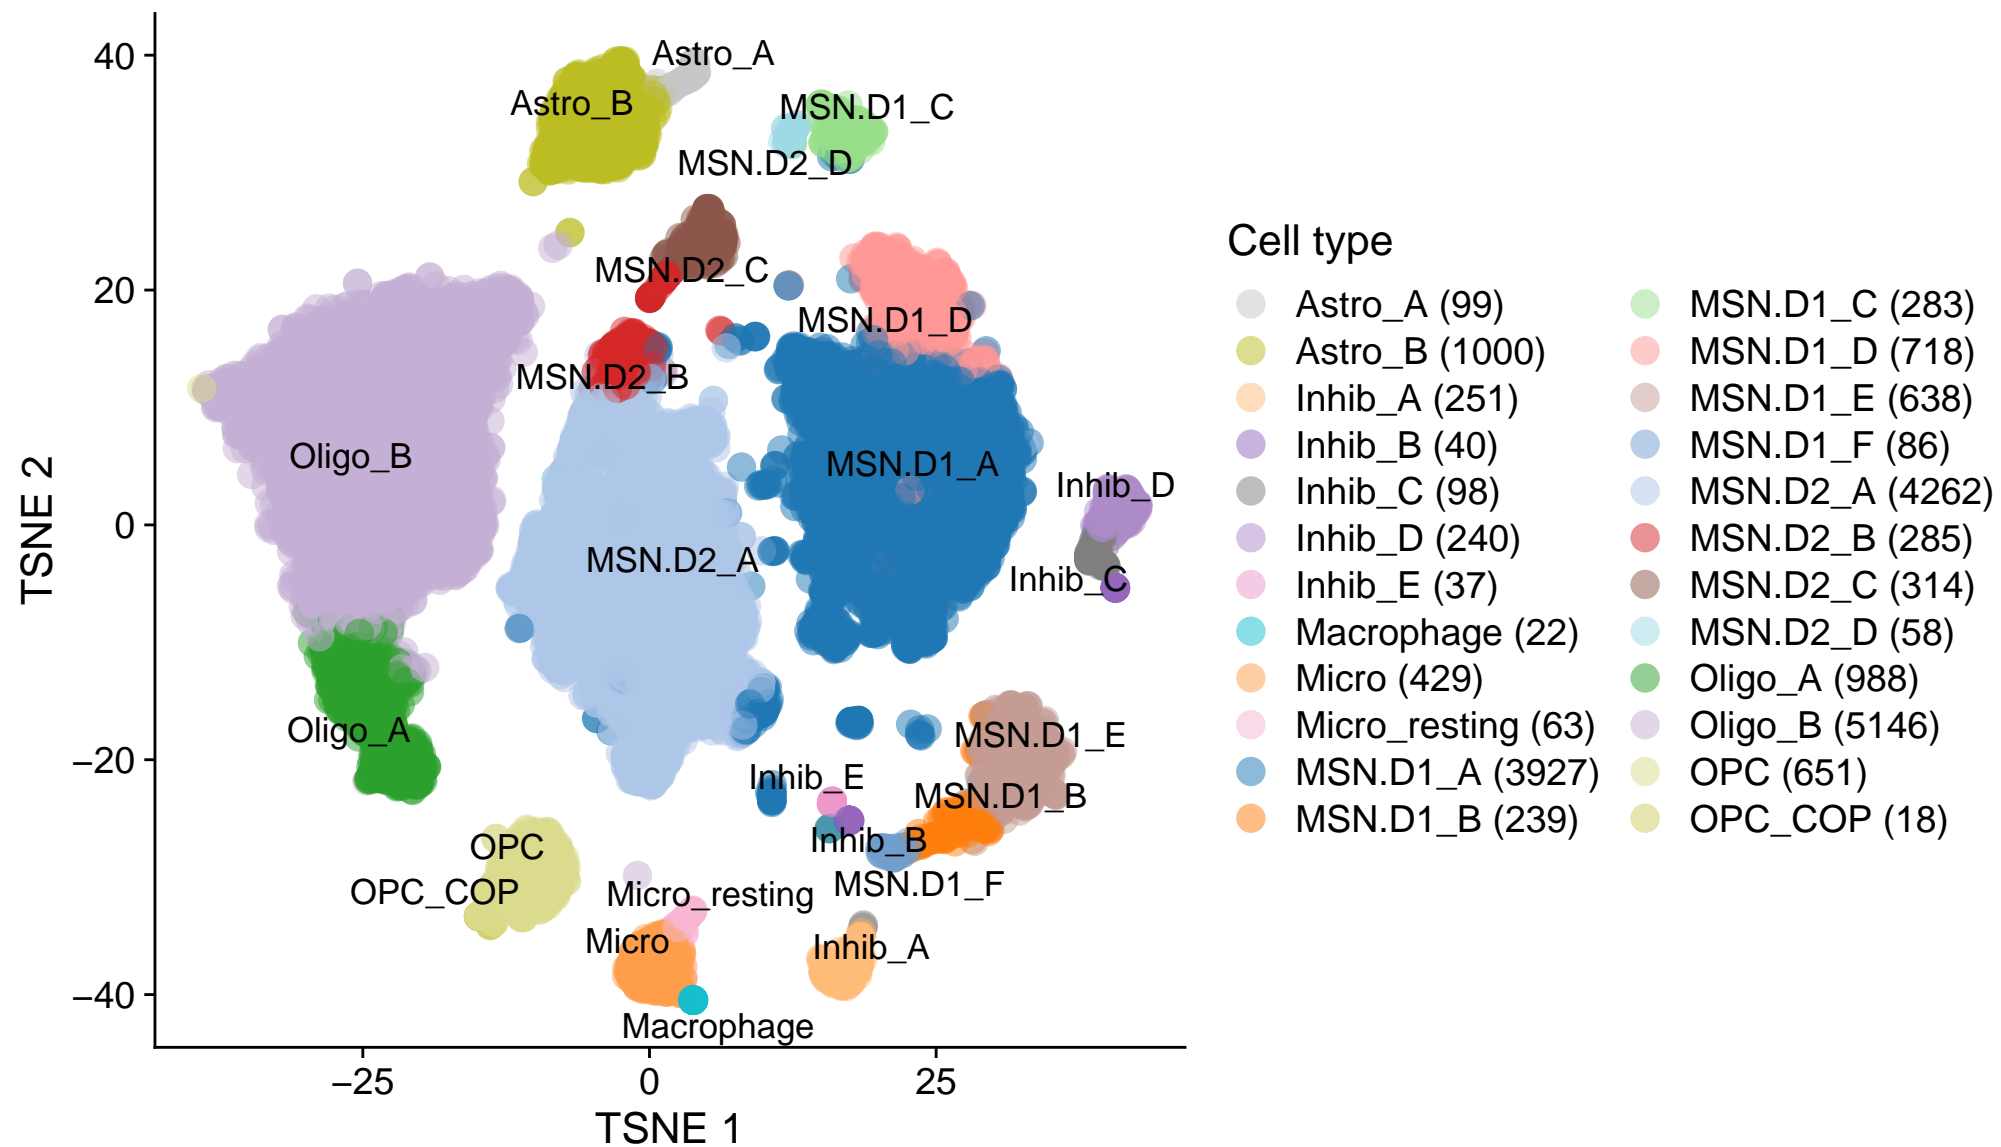 40
20
0
−20
−40
TSNE 2
−25
0
25
TSNE 1
Astro_A
Astro_B
MSN.D1_C
MSN.D2_D
MSN.D2_C
MSN.D1_D
MSN.D2_B
Oligo_B
MSN.D1_A
Inhib_D
MSN.D2_A
Inhib_C
Oligo_A
MSN.D1_E
Inhib_E
MSN.D1_B
Inhib_B
OPC
MSN.D1_F
OPC_COP
Micro_resting
Micro
Inhib_A
Macrophage
Cell type
Astro_A (99)
Astro_B (1000)
Inhib_A (251)
Inhib_B (40)
Inhib_C (98)
Inhib_D (240)
Inhib_E (37)
Macrophage (22)
Micro (429)
Micro_resting (63)
MSN.D1_A (3927)
MSN.D1_B (239)
MSN.D1_C (283)
MSN.D1_D (718)
MSN.D1_E (638)
MSN.D1_F (86)
MSN.D2_A (4262)
MSN.D2_B (285)
MSN.D2_C (314)
MSN.D2_D (58)
Oligo_A (988)
Oligo_B (5146)
OPC (651)
OPC_COP (18)